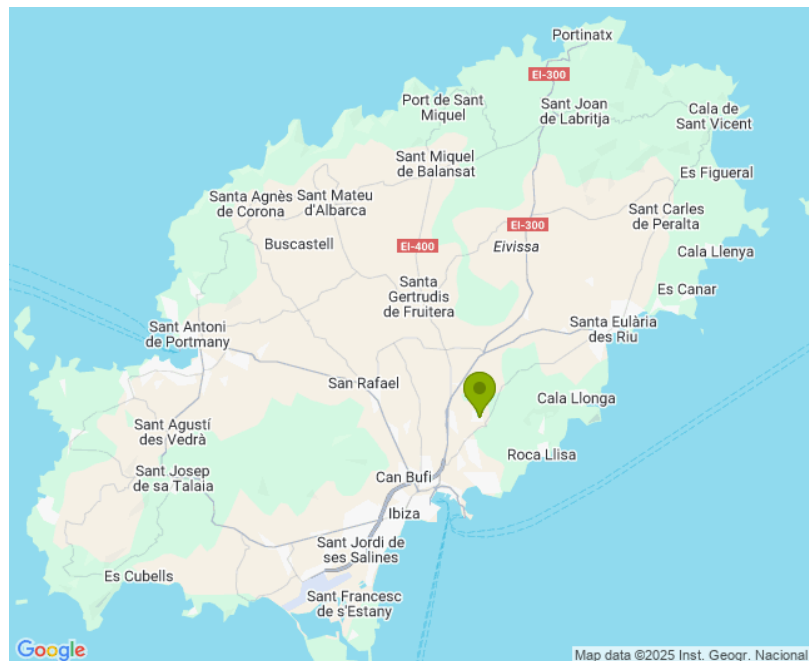 Portinatx
EI-300
Port de Sant
Miquel
Sant Joan
de Labritja
Cala de
Sant Vicent
Sant Miquel
de Balansat
Es Figueral
Santa Agnès
de Corona
Sant Mateu
d'Albarca
Sant Carles
de Peralta
EI-300
Buscastell
EI-400
Eivissa
Cala Llenya
Santa
Gertrudis
de Fruitera
Es Canar
Sant Antoni
de Portmany
Santa Eulària
des Riu
San Rafael
Cala Llonga
Sant Agustí
des Vedrà
Roca Llisa
Sant Josep
de sa Talaia
Can Bufi
Ibiza
Sant Jordi de
ses Salines
Es Cubells
Sant Francesc
de s'Estany
Google
Map data ©2025 Inst. Geogr. Nacional